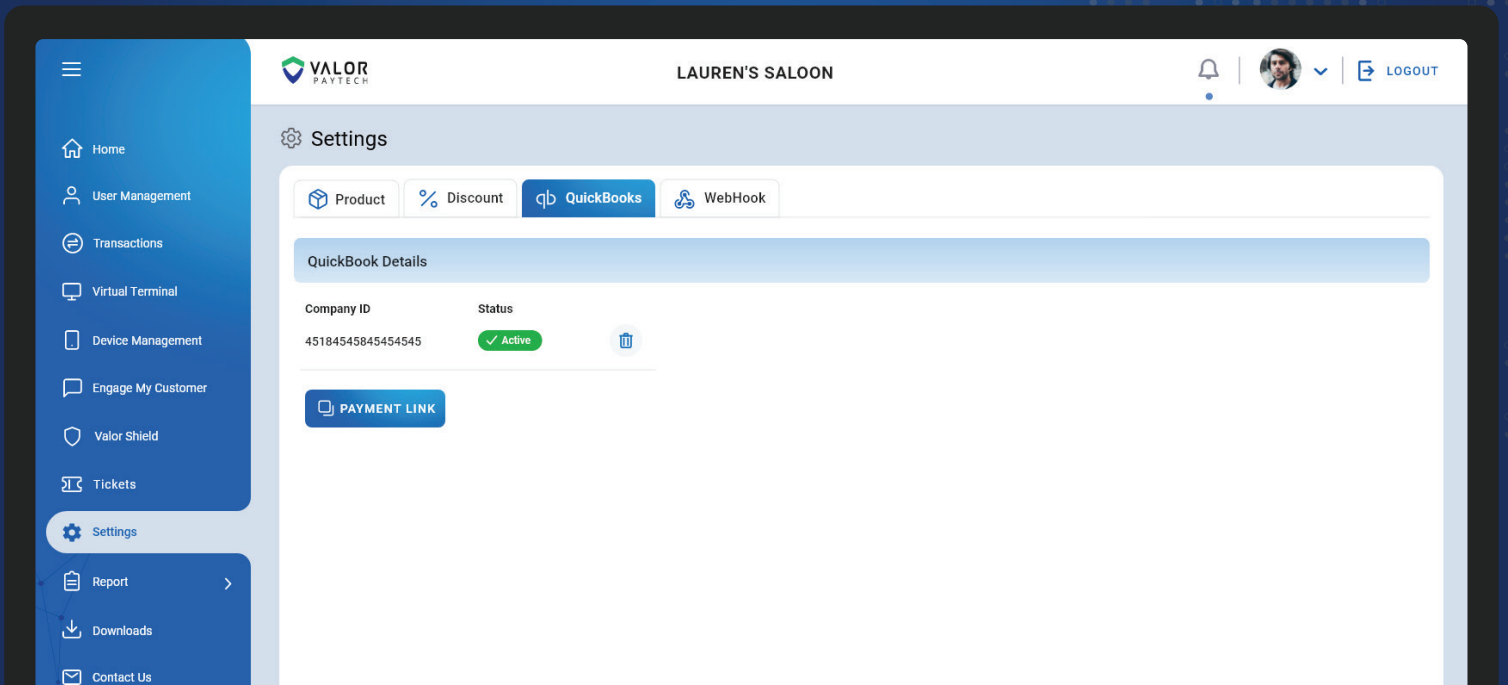 VALOR
PAYTECH
LAUREN'S SALOON
LOGOUT
Home
User Management
Transactions
Virtual Terminal
Device Management
Engage My Customer
Valor Shield
Tickets
Settings
Report
Downloads
Contact Us
Settings
Product
Discount
qb QuickBooks
WebHook
QuickBook Details
Company ID Status
45184545845454545 Active
PAYMENT LINK